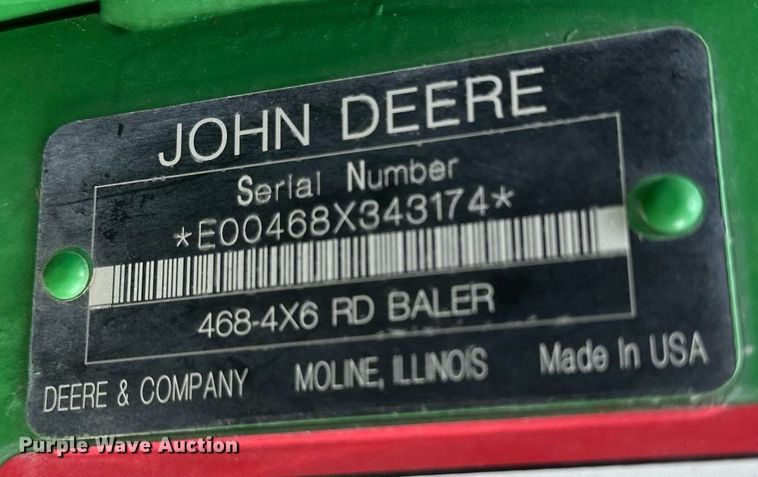 JOHN DEERE
Serial Number
*E00468X343174*
468-4X6 RD BALER
DEERE & COMPANY MOLINE, ILLINOIS Made In USA
Purple Wave Auction